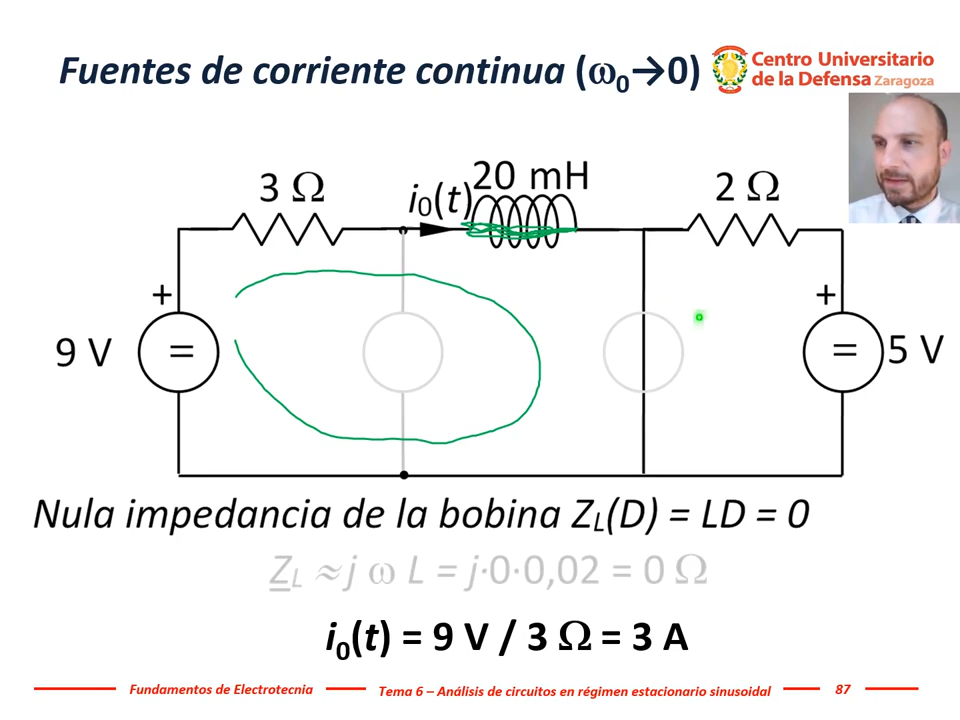 Fuentes de corriente continua (ω₀→0)
Centro Universitario
de la Defensa Zaragoza
3 Ω
i₀(t)
20 mH
2 Ω
+
+
9 V
=
=
5 V
Nula impedancia de la bobina Z_L(D) = LD = 0
Z_L ≈ j ω L = j·0·0,02 = 0 Ω
i₀(t) = 9 V / 3 Ω = 3 A
Fundamentos de Electrotecnia
Tema 6 – Análisis de circuitos en régimen estacionario sinusoidal
87